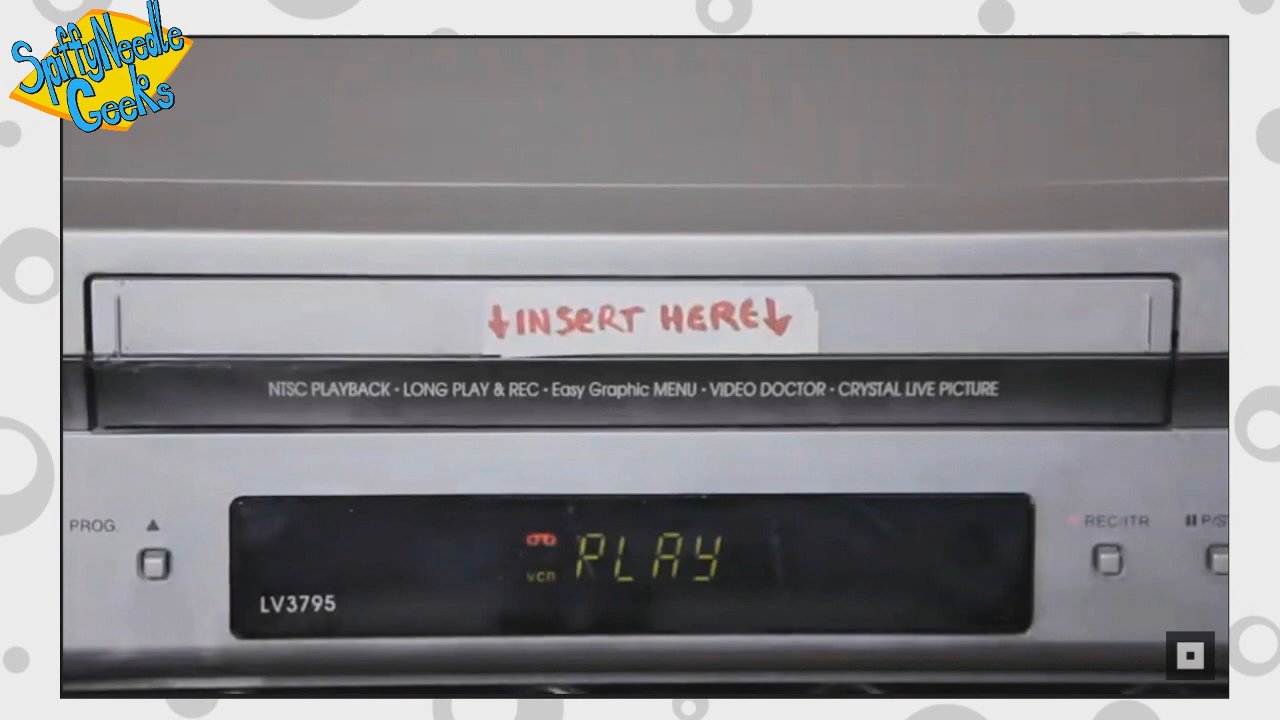 SpiffyNeedle
Geeks
↓INSERT HERE↓
NTSC PLAYBACK - LONG PLAY & REC - Easy Graphic MENU - VIDEO DOCTOR - CRYSTAL LIVE PICTURE
PROG. ▲
REC/ITR
P/S
VCR PLAY
LV3795